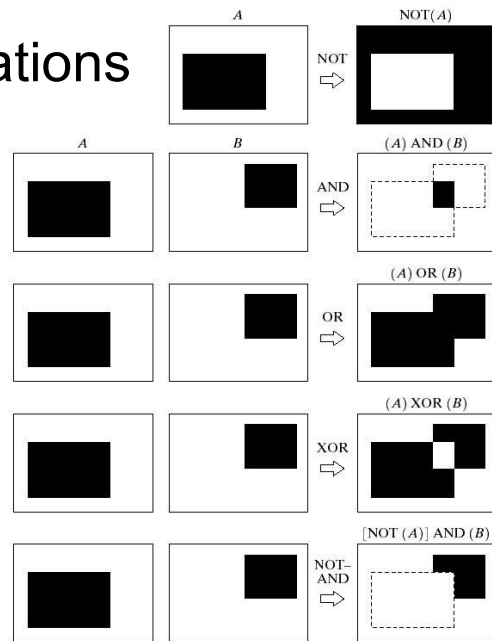 ations
A
NOT(A)
NOT
A
B
(A) AND (B)
AND
(A) OR (B)
OR
(A) XOR (B)
XOR
[NOT (A)] AND (B)
NOT–
AND